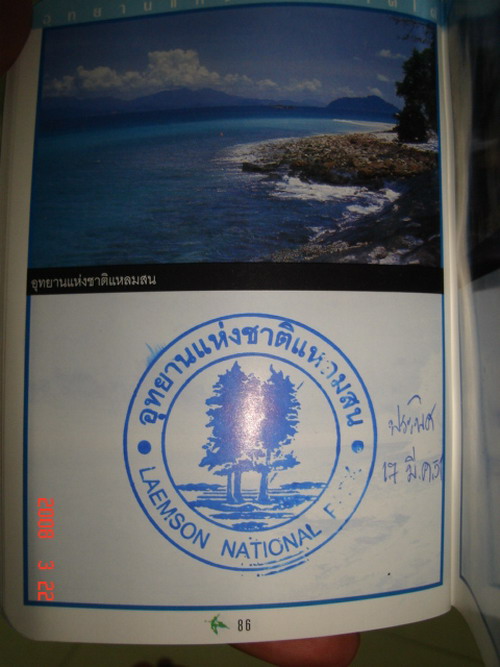 อุทยานแห่งชาติแหลมสน
อุทยานแห่งชาติแหลมสน
LAEMSON NATIONAL
17 มี.ค.
2008 3 22
86